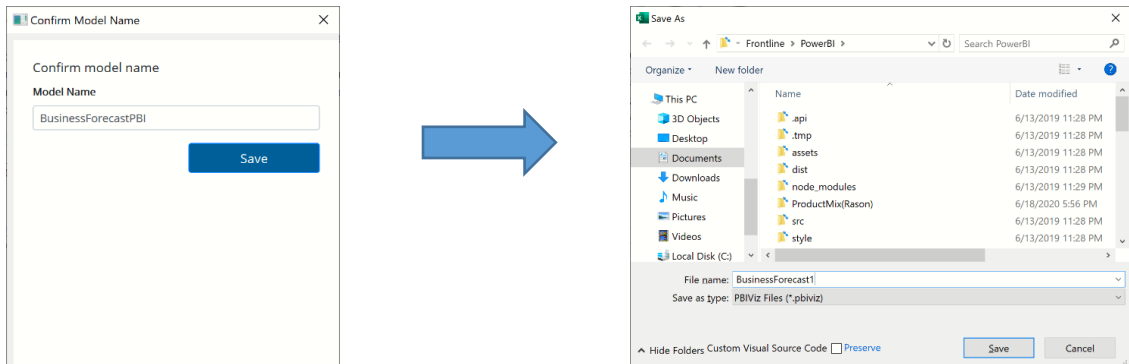 Confirm Model Name
Confirm model name
Model Name
BusinessForecastPBI
Save
Save As
Frontline > PowerBI >
Search PowerBI
Organize
New folder
This PC
3D Objects
Desktop
Documents
Downloads
Music
Pictures
Videos
Local Disk (C:)
Name Date modified
.api 6/13/2019 11:28 PM
.tmp 6/13/2019 11:28 PM
assets 6/13/2019 11:28 PM
dist 6/13/2019 11:28 PM
node_modules 6/13/2019 11:29 PM
ProductMix(Rason) 6/18/2020 5:56 PM
src 6/13/2019 11:28 PM
style 6/13/2019 11:28 PM
File name: BusinessForecast1
Save as type: PBIViz Files (*.pbiviz)
Hide Folders Custom Visual Source Code Preserve
Save Cancel